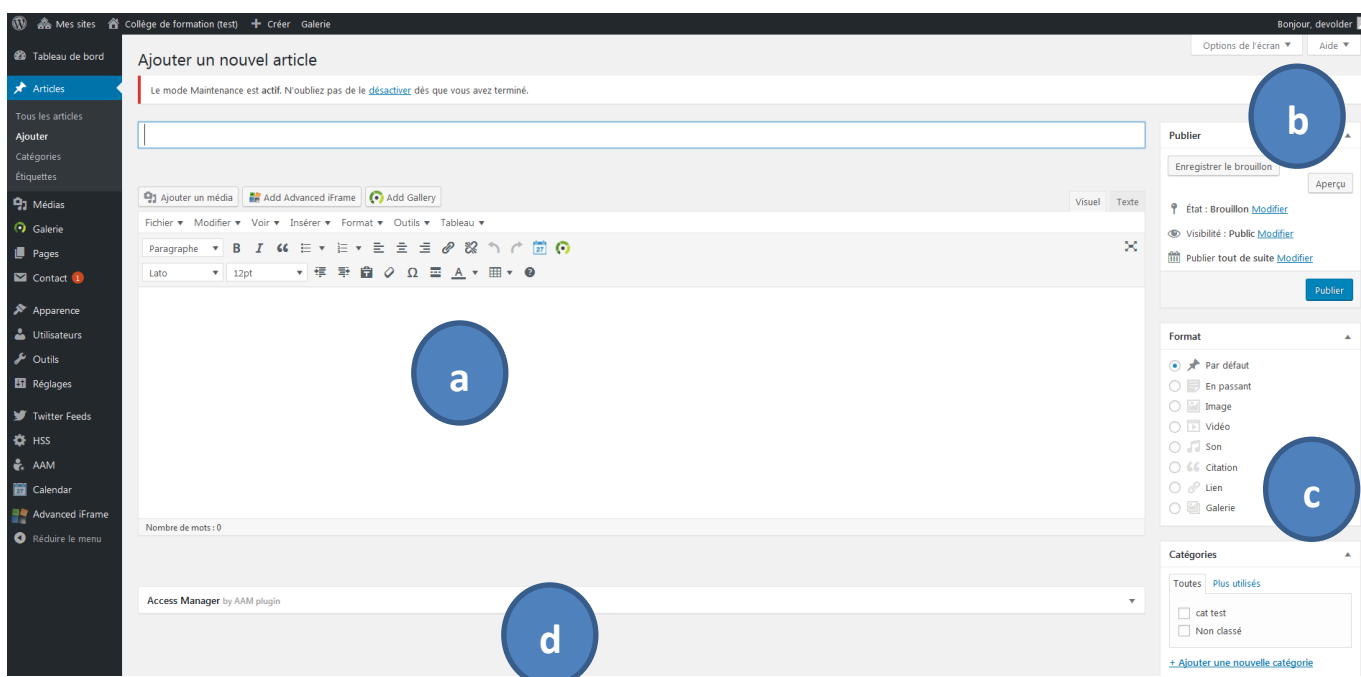 Mes sites Collège de formation (test) + Créer Galerie Bonjour, devolder
Options de l'écran Aide
Tableau de bord
Articles
Tous les articles
Ajouter
Catégories
Étiquettes
Médias
Galerie
Pages
Contact 1
Apparence
Utilisateurs
Outils
Réglages
Twitter Feeds
HSS
AAM
Calendar
Advanced iFrame
Réduire le menu
Ajouter un nouvel article
Le mode Maintenance est actif. N'oubliez pas de le désactiver dès que vous avez terminé.
Ajouter un média Add Advanced iFrame Add Gallery
Visuel Texte
Fichier Modifier Voir Insérer Format Outils Tableau
Paragraphe B I 27
Lato 12pt Ω A
a
Nombre de mots : 0
Access Manager by AAM plugin
d
b
Publier
Enregistrer le brouillon
Aperçu
État : Brouillon Modifier
Visibilité : Public Modifier
Publier tout de suite Modifier
Publier
Format
Par défaut
En passant
Image
Vidéo
Son
Citation
Lien
Galerie
c
Catégories
Toutes Plus utilisés
cat test
Non classé
+ Ajouter une nouvelle catégorie